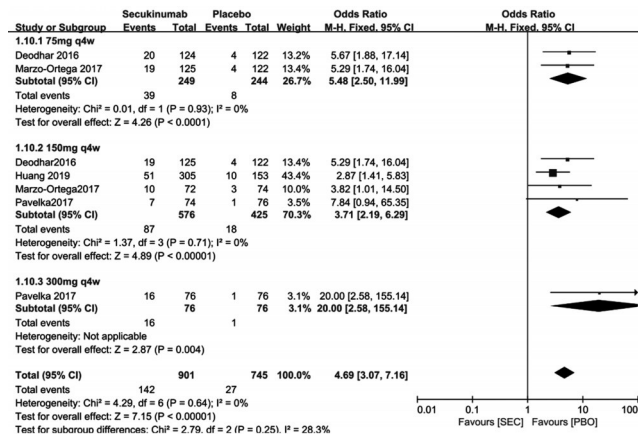 Secukinumab Placebo Odds Ratio Odds Ratio
Study or Subgroup Events Total Events Total Weight M-H. Fixed. 95% CI M-H. Fixed. 95% CI
1.10.1 75mg q4w
Deodhar 2016 20 124 4 122 13.2% 5.67 [1.88, 17.14]
Marzo-Ortega 2017 19 125 4 122 13.4% 5.29 [1.74, 16.04]
Subtotal (95% CI) 249 244 26.7% 5.48 [2.50, 11.99]
Total events 39 8
Heterogeneity: Chi² = 0.01, df = 1 (P = 0.93); I² = 0%
Test for overall effect: Z = 4.26 (P < 0.0001)
1.10.2 150mg q4w
Deodhar2016 19 125 4 122 13.4% 5.29 [1.74, 16.04]
Huang 2019 51 305 10 153 43.4% 2.87 [1.41, 5.83]
Marzo-Ortega2017 10 72 3 74 10.0% 3.82 [1.01, 14.50]
Pavelka2017 7 74 1 76 3.5% 7.84 [0.94, 65.35]
Subtotal (95% CI) 576 425 70.3% 3.71 [2.19, 6.29]
Total events 87 18
Heterogeneity: Chi² = 1.37, df = 3 (P = 0.71); I² = 0%
Test for overall effect: Z = 4.89 (P < 0.00001)
1.10.3 300mg q4w
Pavelka 2017 16 76 1 76 3.1% 20.00 [2.58, 155.14]
Subtotal (95% CI) 76 76 3.1% 20.00 [2.58, 155.14]
Total events 16 1
Heterogeneity: Not applicable
Test for overall effect: Z = 2.87 (P = 0.004)
Total (95% CI) 901 745 100.0% 4.69 [3.07, 7.16]
Total events 142 27
Heterogeneity: Chi² = 4.29, df = 6 (P = 0.64); I² = 0%
Test for overall effect: Z = 7.15 (P < 0.00001)
Test for subgroup differences: Chi² = 2.79, df = 2 (P = 0.25), I² = 28.3%
0.01 0.1 1 10 100
Favours [SEC] Favours [PBO]